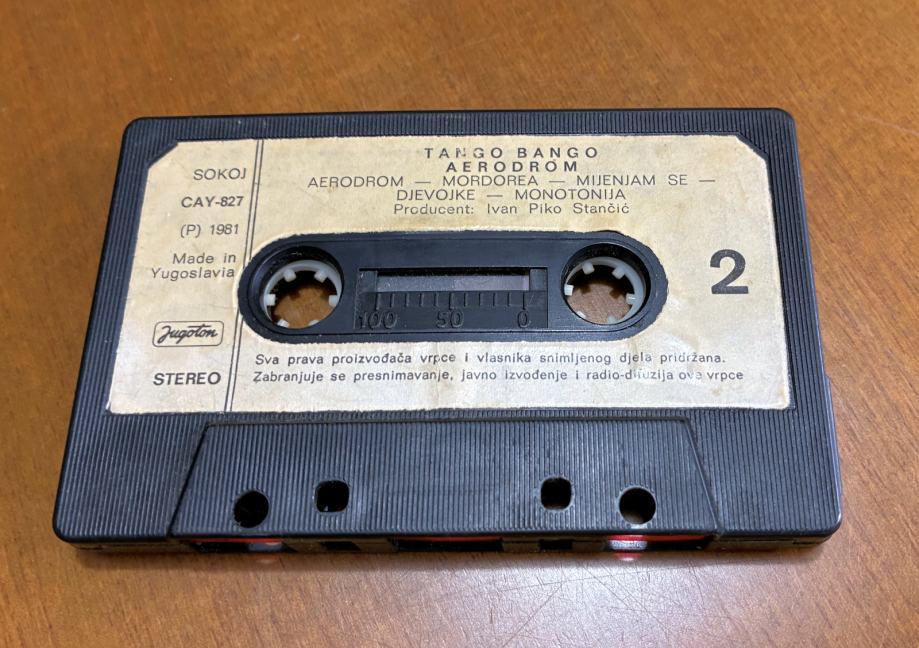 TANGO BANGO
AERODROM
AERODROM — MORDOREA — MIJENJAM SE —
DJEVOJKE — MONOTONIJA
Producent: Ivan Piko Stančić
SOKOJ
CAY-827
(P) 1981
Made in
Yugoslavia
Jugoton
STEREO
2
100 50 0
Sva prava proizvođača vrpce i vlasnika snimljenog djela pridržana.
Zabranjuje se presnimavanje, javno izvođenje i radio-difuzija ove vrpce